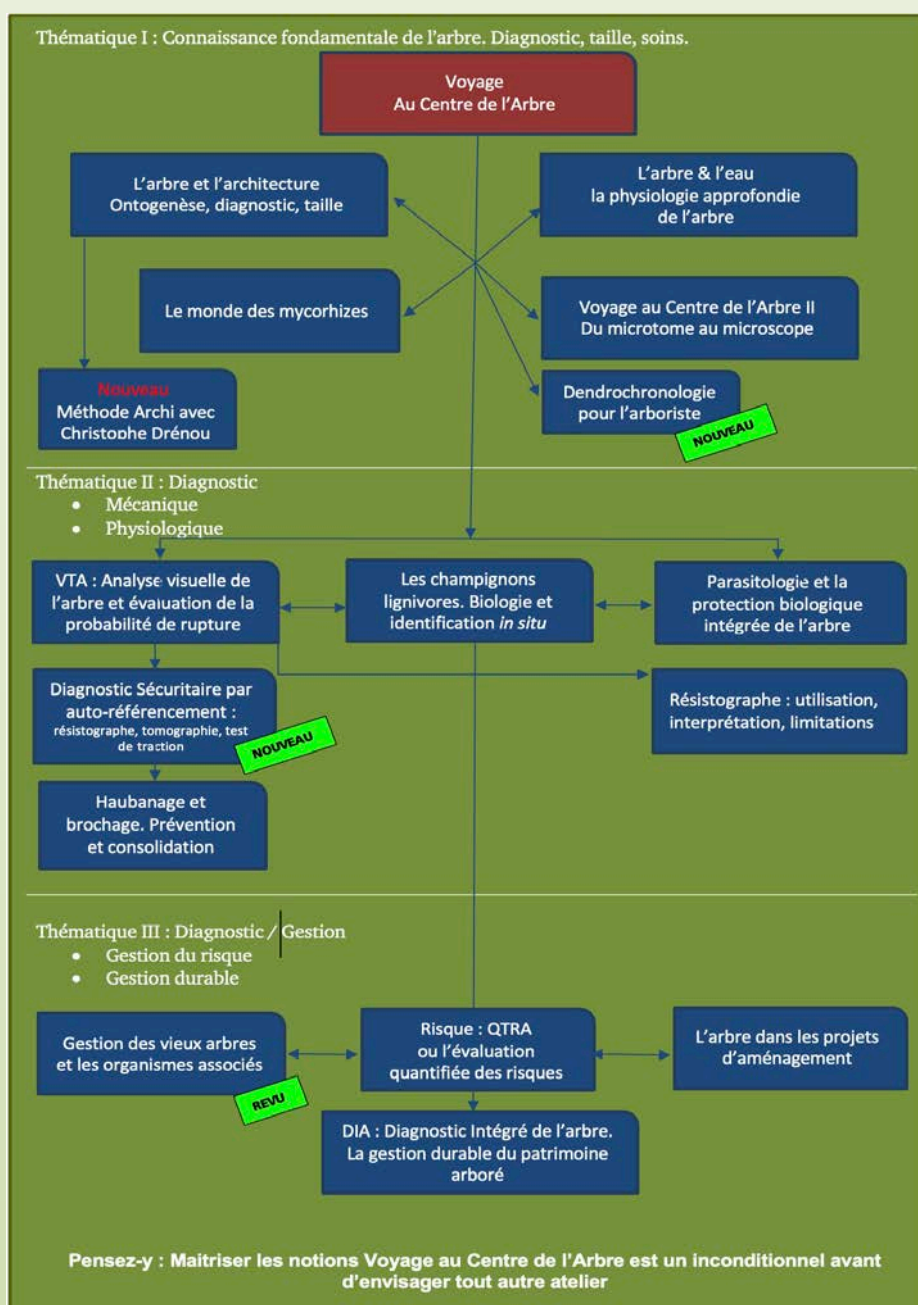 Thématique I : Connaissance fondamentale de l'arbre. Diagnostic, taille, soins.
Voyage
Au Centre de l'Arbre
L'arbre et l'architecture
Ontogenèse, diagnostic, taille
L'arbre & l'eau
la physiologie approfondie
de l'arbre
Le monde des mycorhizes
Voyage au Centre de l'Arbre II
Du microtome au microscope
Nouveau
Méthode Archi avec
Christophe Drénou
Dendrochronologie
pour l'arboriste
NOUVEAU
Thématique II : Diagnostic
• Mécanique
• Physiologique
VTA : Analyse visuelle de
l'arbre et évaluation de la
probabilité de rupture
Les champignons
lignivores. Biologie et
identification in situ
Parasitologie et la
protection biologique
intégrée de l'arbre
Diagnostic Sécuritaire par
auto-référencement :
résistographe, tomographie, test
de traction
NOUVEAU
Résistographe : utilisation,
interprétation, limitations
Haubanage et
brochage. Prévention
et consolidation
Thématique III : Diagnostic / Gestion
• Gestion du risque
• Gestion durable
Gestion des vieux arbres
et les organismes associés
REVU
Risque : QTRA
ou l'évaluation
quantifiée des risques
L'arbre dans les projets
d'aménagement
DIA : Diagnostic Intégré de l'arbre.
La gestion durable du patrimoine
arboré
Pensez-y : Maitriser les notions Voyage au Centre de l'Arbre est un inconditionnel avant
d'envisager tout autre atelier